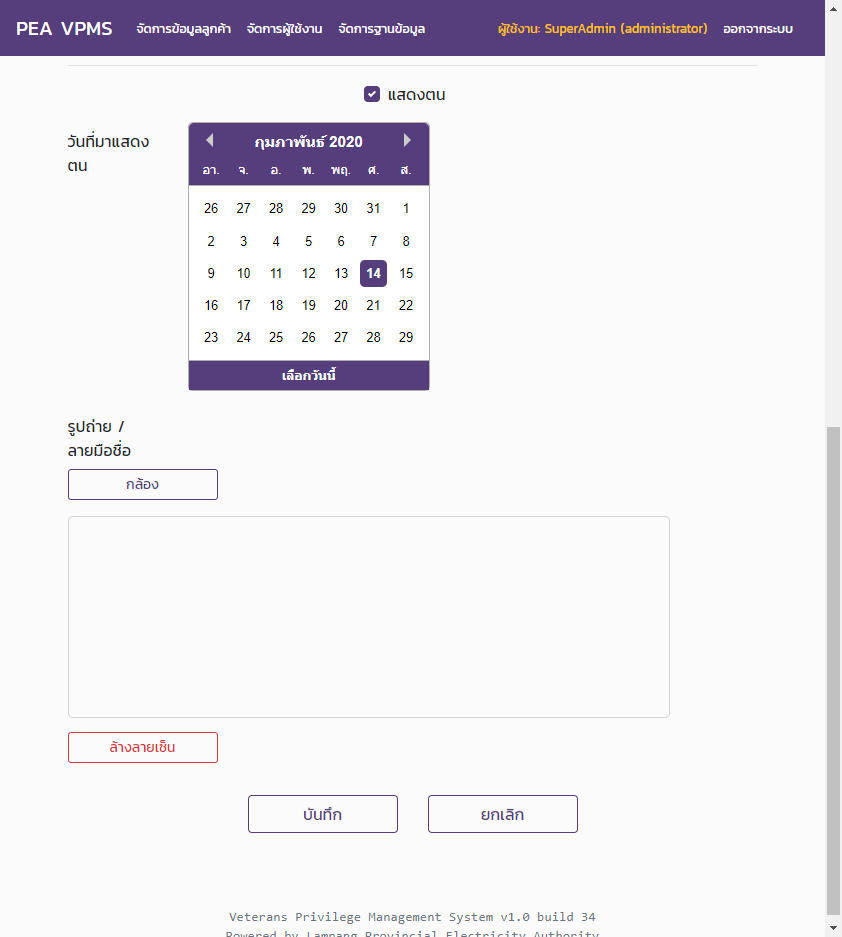 PEA VPMS จัดการข้อมูลลูกค้า จัดการผู้ใช้งาน จัดการฐานข้อมูล ผู้ใช้งาน: SuperAdmin (administrator) ออกจากระบบ
แสดงตน
วันที่มาแสดง
ตน
กุมภาพันธ์ 2020
อา. จ. อ. พ. พฤ. ศ. ส.
26 27 28 29 30 31 1
2 3 4 5 6 7 8
9 10 11 12 13 14 15
16 17 18 19 20 21 22
23 24 25 26 27 28 29
เลือกวันนี้
รูปถ่าย /
ลายมือชื่อ
กล้อง
ล้างลายเซ็น
บันทึก ยกเลิก
Veterans Privilege Management System v1.0 build 34
Powered by Lampang Provincial Electricity Authority